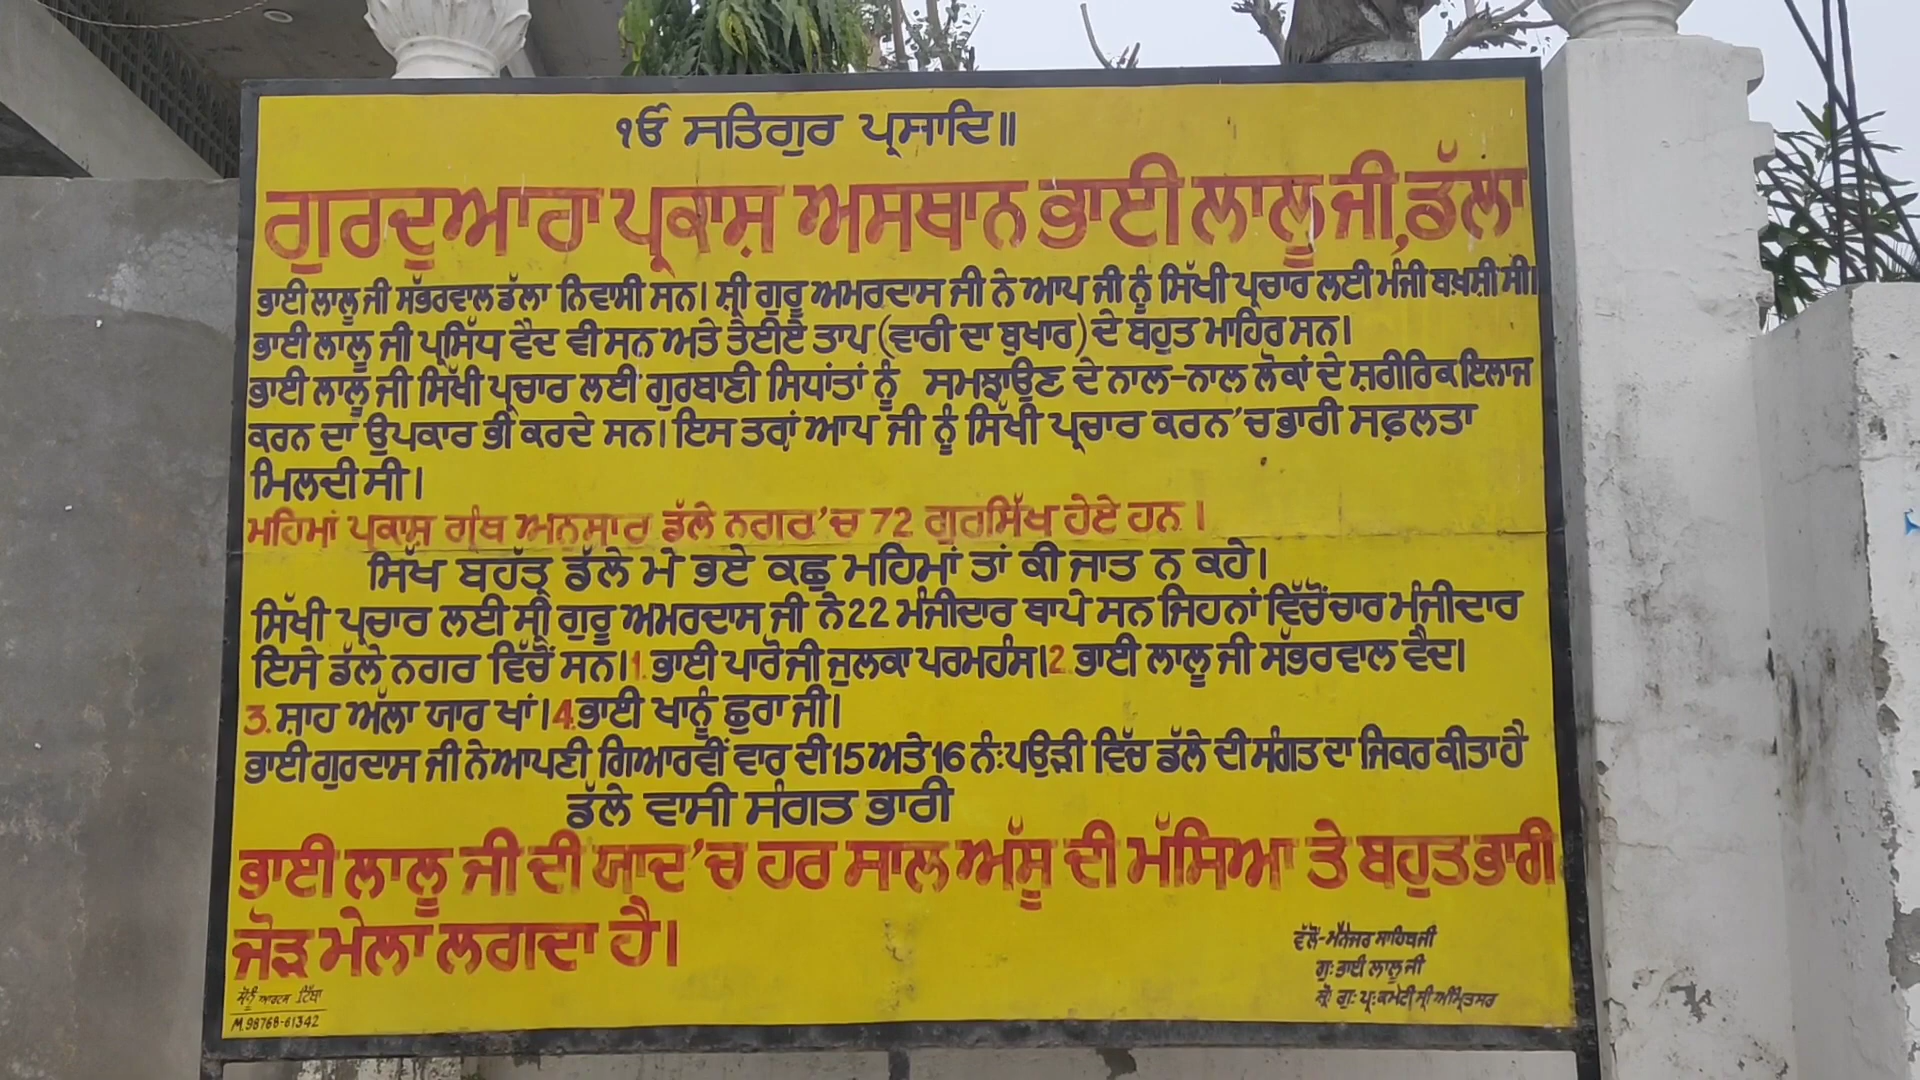 ੴ ਸਤਿਗੁਰ ਪ੍ਰਸਾਦਿ॥
ਗੁਰਦੁਆਰਾ ਪ੍ਰਕਾਸ਼ ਅਸਥਾਨ ਭਾਈ ਲਾਲੂ ਜੀ, ਡੱਲਾ
ਭਾਈ ਲਾਲੂ ਜੀ ਸੱਭਰਵਾਲ ਡੱਲਾ ਨਿਵਾਸੀ ਸਨ। ਸ਼੍ਰੀ ਗੁਰੂ ਅਮਰਦਾਸ ਜੀ ਨੇ ਆਪ ਜੀ ਨੂੰ ਸਿੱਖੀ ਪ੍ਰਚਾਰ ਲਈ ਮੰਜੀ ਬਖ਼ਸ਼ੀ ਸੀ।
ਭਾਈ ਲਾਲੂ ਜੀ ਪ੍ਰਸਿੱਧ ਵੈਦ ਵੀ ਸਨ ਅਤੇ ਤੇਈਏ ਤਾਪ (ਵਾਰੀ ਦਾ ਬੁਖਾਰ) ਦੇ ਬਹੁਤ ਮਾਹਿਰ ਸਨ।
ਭਾਈ ਲਾਲੂ ਜੀ ਸਿੱਖੀ ਪ੍ਰਚਾਰ ਲਈ ਗੁਰਬਾਣੀ ਸਿਧਾਂਤਾਂ ਨੂੰ ਸਮਝਾਉਣ ਦੇ ਨਾਲ-ਨਾਲ ਲੋਕਾਂ ਦੇ ਸ਼ਰੀਰਿਕ ਇਲਾਜ
ਕਰਨ ਦਾ ਉਪਕਾਰ ਭੀ ਕਰਦੇ ਸਨ। ਇਸ ਤਰਾਂ ਆਪ ਜੀ ਨੂੰ ਸਿੱਖੀ ਪ੍ਰਚਾਰ ਕਰਨ 'ਚ ਭਾਰੀ ਸਫ਼ਲਤਾ
ਮਿਲਦੀ ਸੀ।
ਮਹਿਮਾਂ ਪ੍ਰਕਾਸ਼ ਗ੍ਰੰਥ ਅਨੁਸਾਰ ਡੱਲੇ ਨਗਰ 'ਚ 72 ਗੁਰਸਿੱਖ ਹੋਏ ਹਨ।
ਸਿੱਖ ਬਹੱਤ੍ਰ ਡੱਲੇ ਮੇ ਭਏ ਕਛੁ ਮਹਿਮਾਂ ਤਾਂ ਕੀ ਜਾਤ ਨ ਕਹੇ।
ਸਿੱਖੀ ਪ੍ਰਚਾਰ ਲਈ ਸ੍ਰੀ ਗੁਰੂ ਅਮਰਦਾਸ ਜੀ ਨੇ 22 ਮੰਜੀਦਾਰ ਥਾਪੇ ਸਨ ਜਿਹਨਾਂ ਵਿੱਚੋਂ ਚਾਰ ਮੰਜੀਦਾਰ
ਇਸੇ ਡੱਲੇ ਨਗਰ ਵਿੱਚੋਂ ਸਨ।1. ਭਾਈ ਪਾਰੋ ਜੀ ਜੁਲਕਾ ਪਰਮਹੰਸ।2. ਭਾਈ ਲਾਲੂ ਜੀ ਸੱਭਰਵਾਲ ਵੈਦ।
3. ਸ਼ਾਹ ਅੱਲਾ ਯਾਰ ਖਾਂ।4. ਭਾਈ ਖਾਨੂੰ ਛੁਰਾ ਜੀ।
ਭਾਈ ਗੁਰਦਾਸ ਜੀ ਨੇ ਆਪਣੀ ਗਿਆਰਵੀਂ ਵਾਰ ਦੀ 15 ਅਤੇ 16 ਨੰ: ਪਉੜੀ ਵਿੱਚ ਡੱਲੇ ਦੀ ਸੰਗਤ ਦਾ ਜਿਕਰ ਕੀਤਾ ਹੈ
ਡੱਲੇ ਵਾਸੀ ਸੰਗਤ ਭਾਰੀ
ਭਾਈ ਲਾਲੂ ਜੀ ਦੀ ਯਾਦ 'ਚ ਹਰ ਸਾਲ ਅੱਸੂ ਦੀ ਮੱਸਿਆ ਤੇ ਬਹੁਤ ਭਾਰੀ
ਜੋੜ ਮੇਲਾ ਲਗਦਾ ਹੈ।
ਵੱਲੋਂ-ਮੈਨੇਜਰ ਸਾਹਿਬ ਜੀ
ਗੁ: ਭਾਈ ਲਾਲੂ ਜੀ
ਸ਼੍ਰੋ: ਗੁ: ਪ੍ਰ: ਕਮੇਟੀ ਸ੍ਰੀ ਅੰਮ੍ਰਿਤਸਰ
ਸੋਨੂੰ ਆਰਟਸ ਟਿੱਬਾ
M.98768-61342